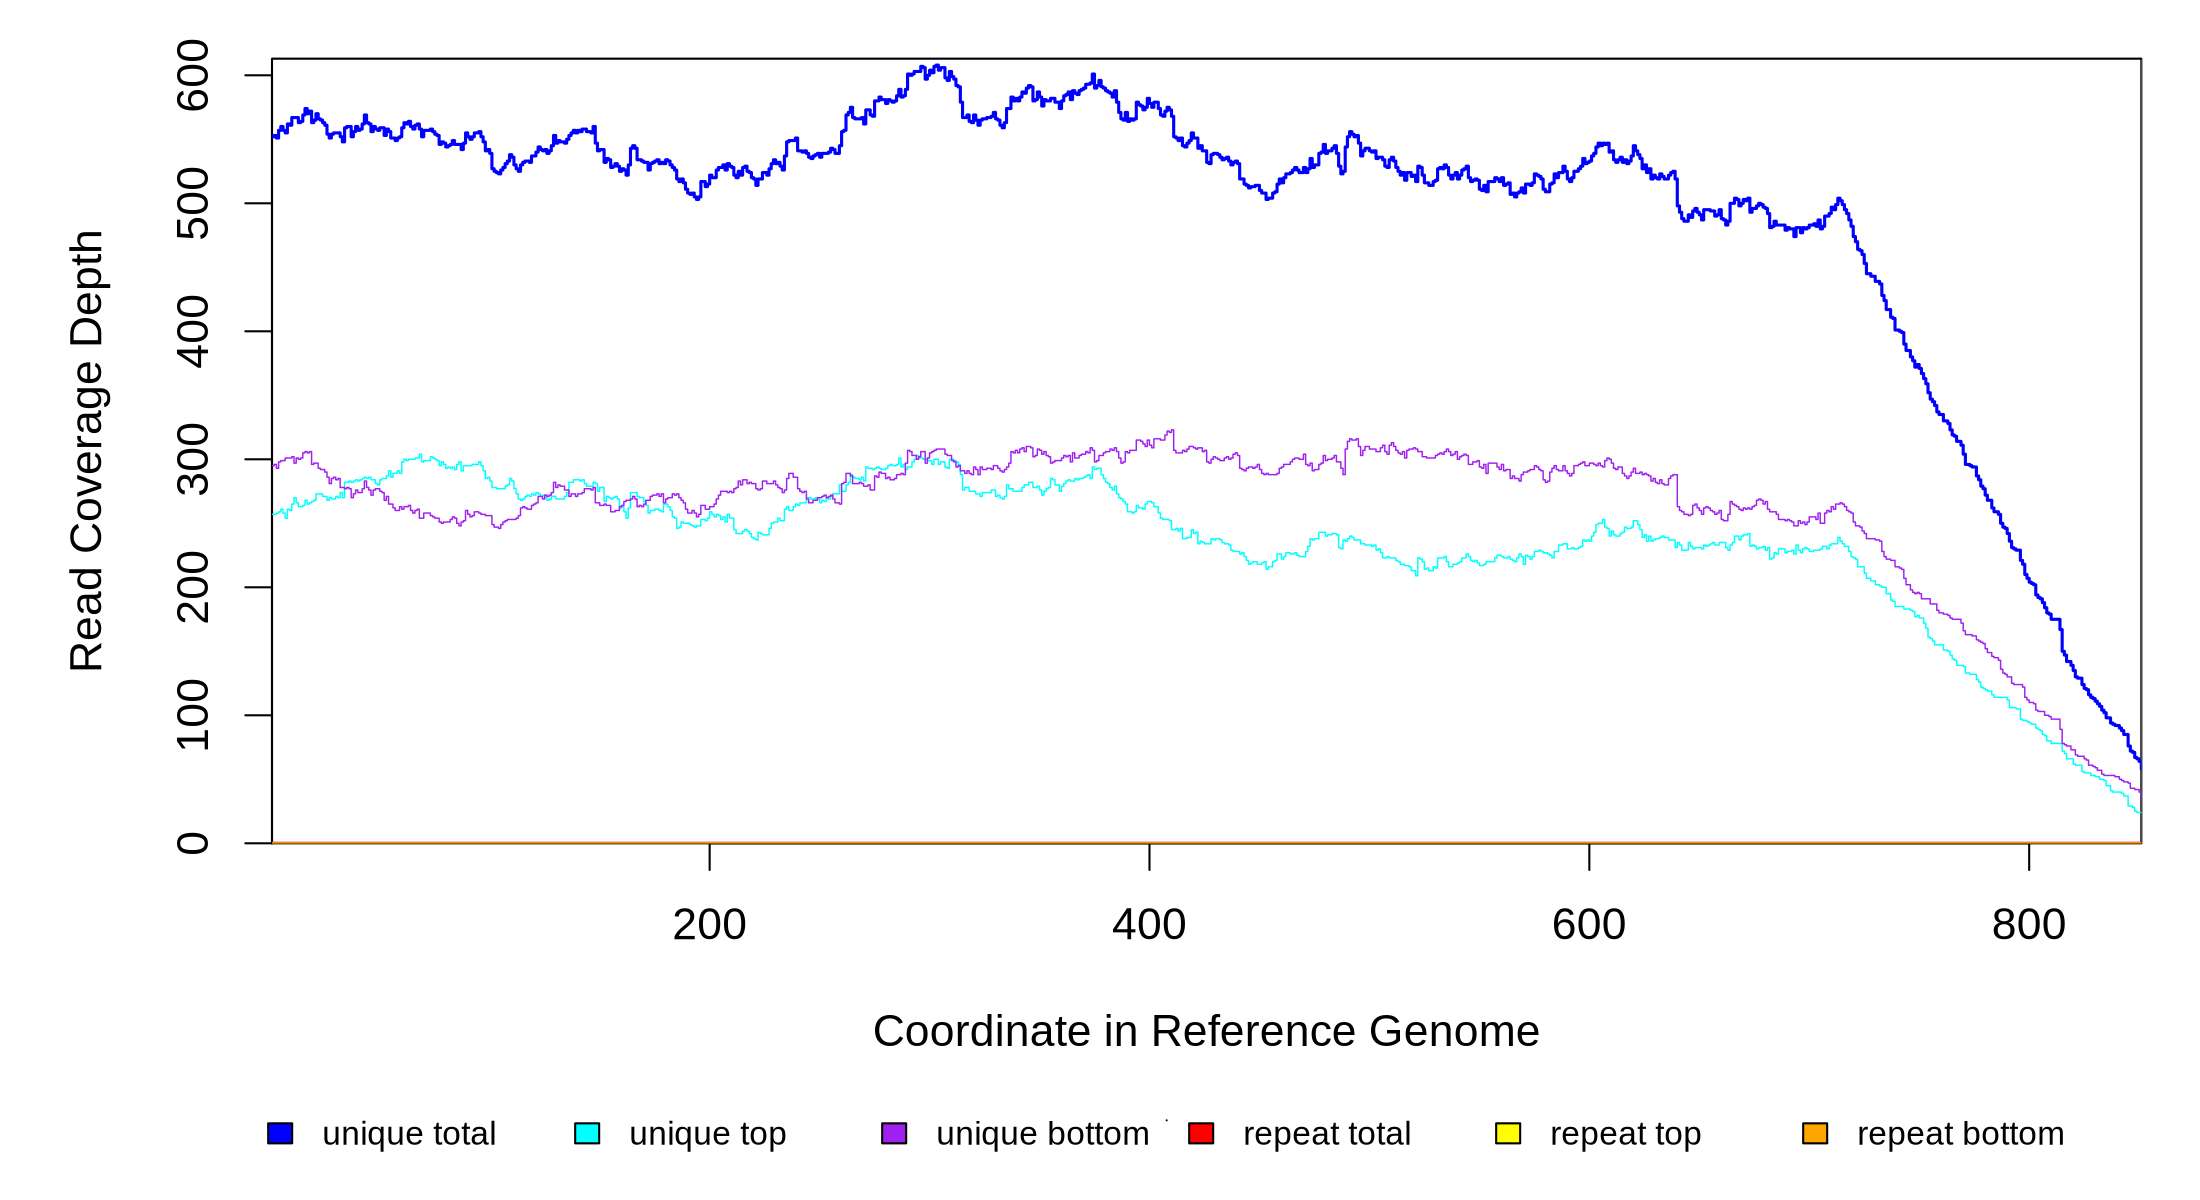 600
500
400
300
200
100
0
Read Coverage Depth
200 400 600 800
Coordinate in Reference Genome
unique total unique top unique bottom repeat total repeat top repeat bottom